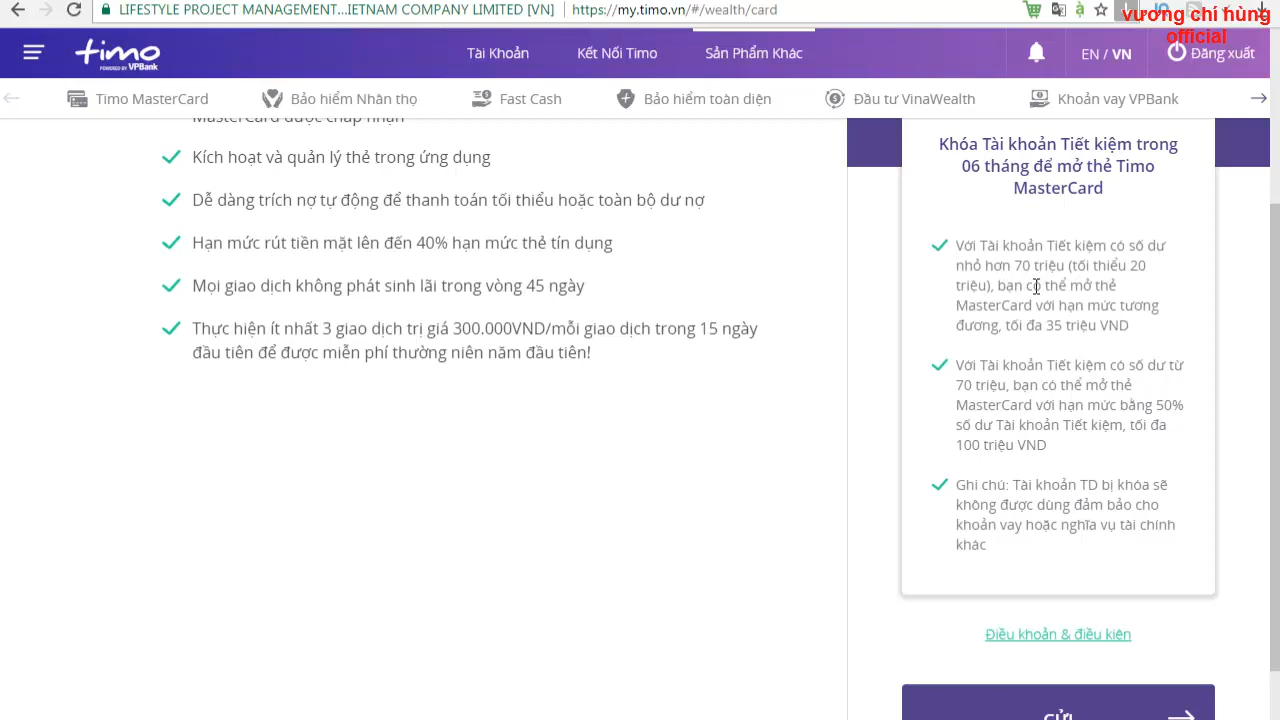 LIFESTYLE PROJECT MANAGEMENT...IETNAM COMPANY LIMITED [VN] https://my.timo.vn/#/wealth/card
vương chí hùng
official
timo
POWERED BY VPBank
Tài Khoản
Kết Nối Timo
Sản Phẩm Khác
EN / VN
Đăng xuất
Timo MasterCard
Bảo hiểm Nhân thọ
Fast Cash
Bảo hiểm toàn diện
Đầu tư VinaWealth
Khoản vay VPBank
MasterCard được chấp nhận
Kích hoạt và quản lý thẻ trong ứng dụng
Dễ dàng trích nợ tự động để thanh toán tối thiểu hoặc toàn bộ dư nợ
Hạn mức rút tiền mặt lên đến 40% hạn mức thẻ tín dụng
Mọi giao dịch không phát sinh lãi trong vòng 45 ngày
Thực hiện ít nhất 3 giao dịch trị giá 300.000VND/mỗi giao dịch trong 15 ngày
đầu tiên để được miễn phí thường niên năm đầu tiên!
Khóa Tài khoản Tiết kiệm trong
06 tháng để mở thẻ Timo
MasterCard
Với Tài khoản Tiết kiệm có số dư
nhỏ hơn 70 triệu (tối thiểu 20
triệu), bạn có thể mở thẻ
MasterCard với hạn mức tương
đương, tối đa 35 triệu VND
Với Tài khoản Tiết kiệm có số dư từ
70 triệu, bạn có thể mở thẻ
MasterCard với hạn mức bằng 50%
số dư Tài khoản Tiết kiệm, tối đa
100 triệu VND
Ghi chú: Tài khoản TD bị khóa sẽ
không được dùng đảm bảo cho
khoản vay hoặc nghĩa vụ tài chính
khác
Điều khoản & điều kiện
GỬI